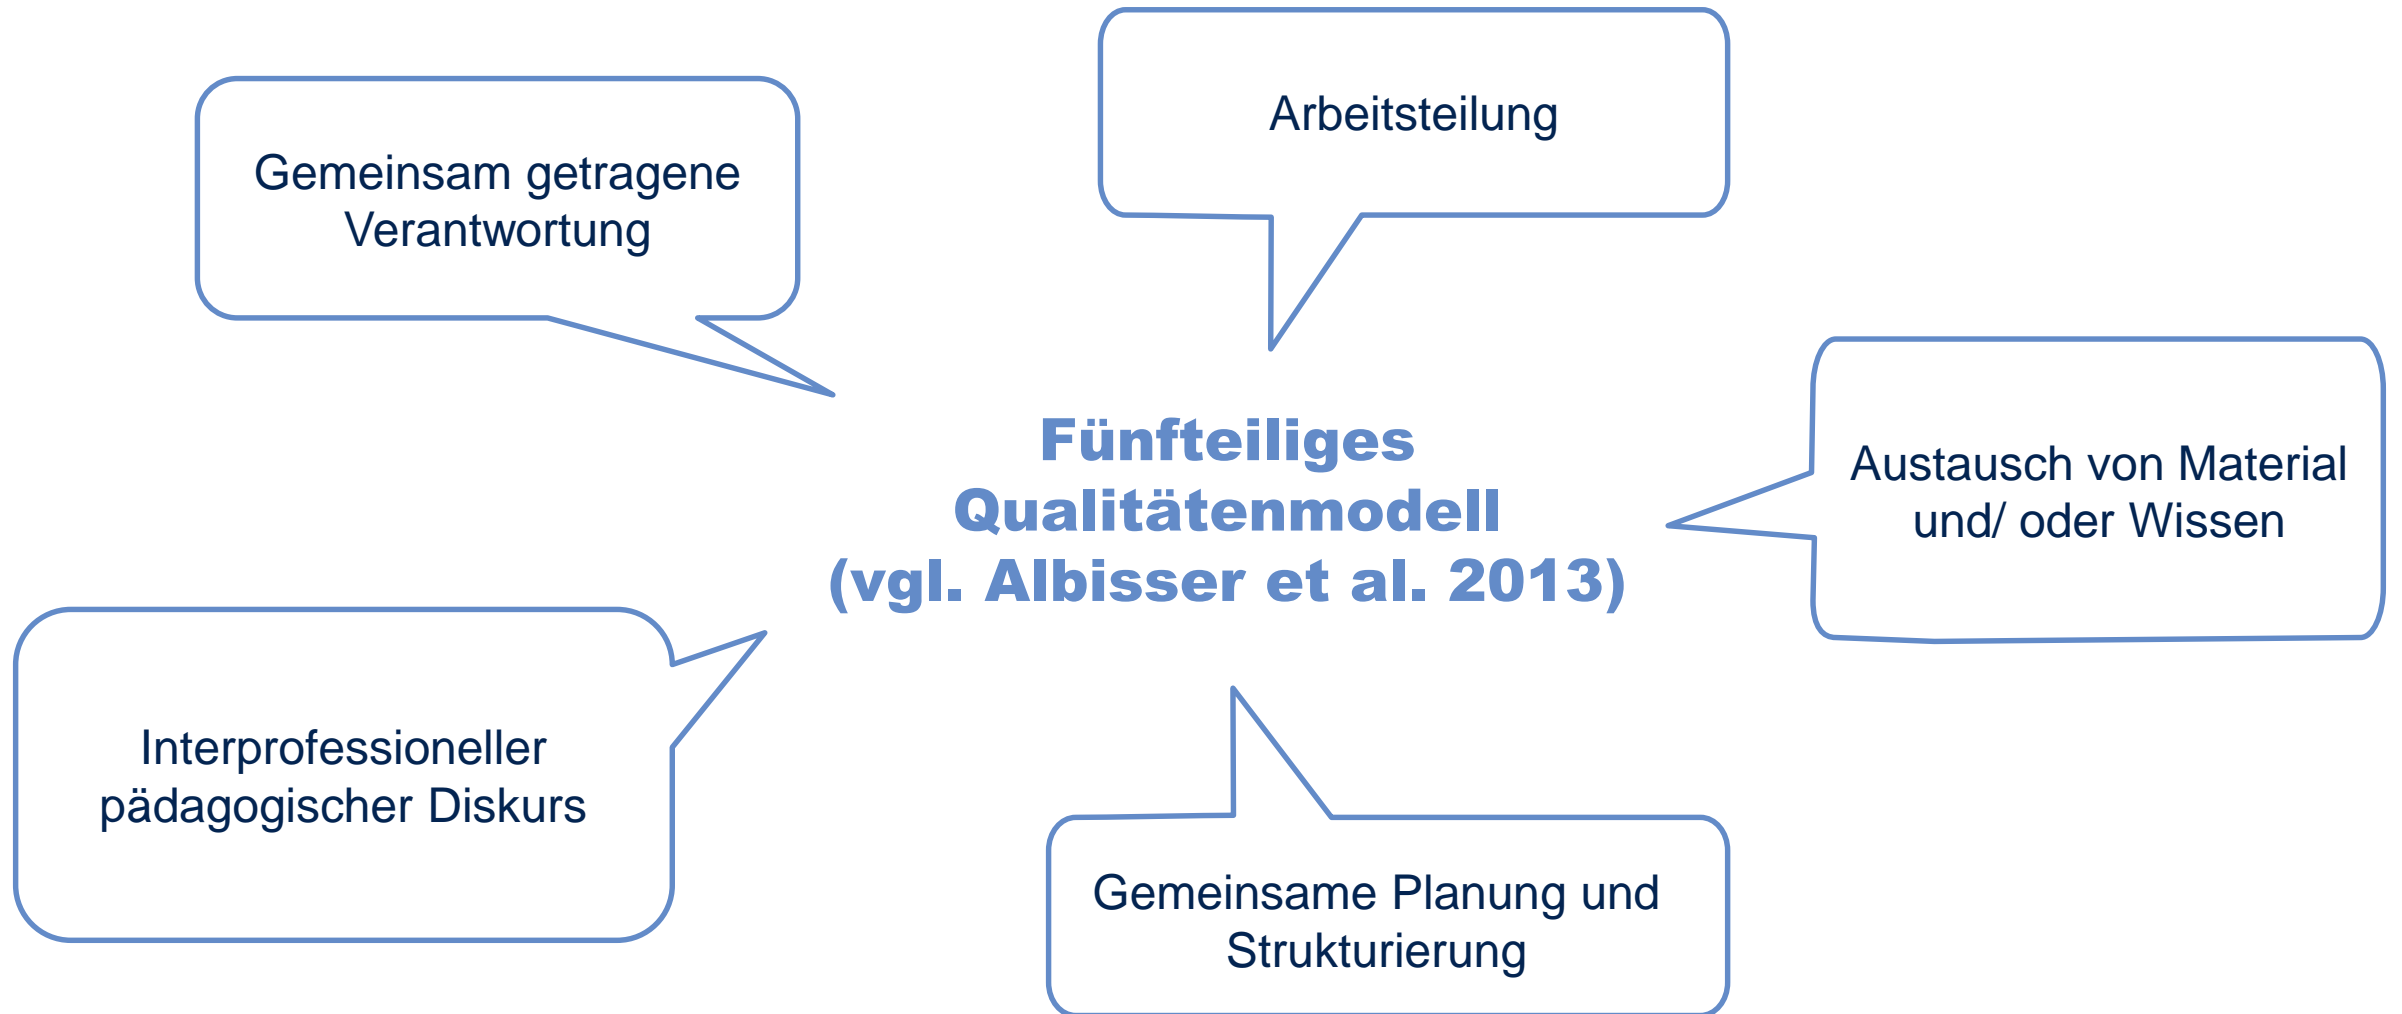 Arbeitsteilung
Gemeinsam getragene
Verantwortung
Fünfteiliges
Qualitätenmodell
(vgl. Albisser et al. 2013)
Austausch von Material
und/ oder Wissen
Interprofessioneller
pädagogischer Diskurs
Gemeinsame Planung und
Strukturierung